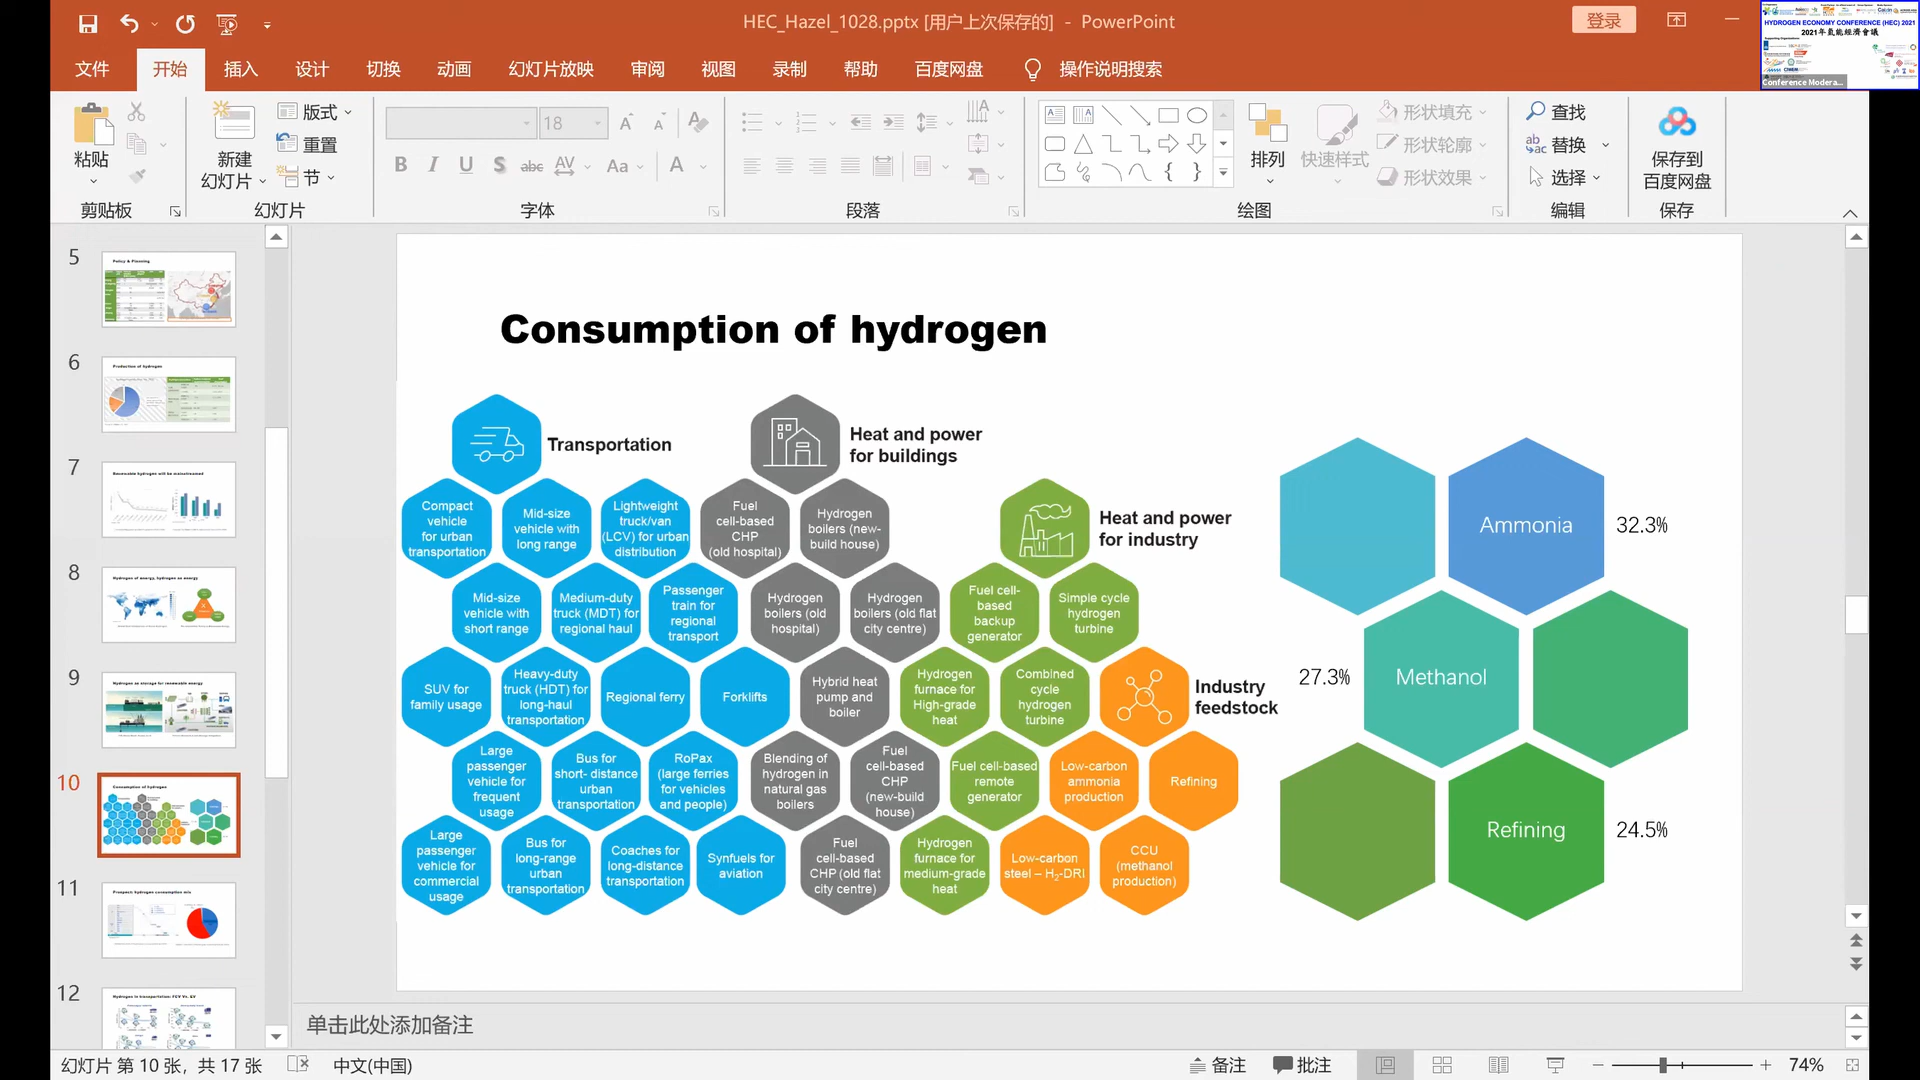 HEC_Hazel_1028.pptx [用户上次保存的] - PowerPoint
登录
HYDROGEN ECONOMY CONFERENCE (HEC) 2021
2021年氫能經濟會議
Conference Modera...
文件 开始 插入 设计 切换 动画 幻灯片放映 审阅 视图 录制 帮助 百度网盘 操作说明搜索
粘贴
剪贴板
新建
幻灯片
版式
重置
节
幻灯片
18
B I U S abc AV Aa A
字体
段落
排列
快速样式
形状填充
形状轮廓
形状效果
绘图
查找
替换
选择
编辑
保存到
百度网盘
保存
5
Policy & Planning
6
Production of hydrogen
7
Renewable hydrogen will be mainstreamed
8
Hydrogen of energy, hydrogen as energy
9
Hydrogen as storage for renewable energy
10
Consumption of hydrogen
11
Prospect: hydrogen consumption mix
12
Hydrogen in transportation: FCV Vs. EV
Consumption of hydrogen
Transportation
Heat and power
for buildings
Compact
vehicle
for urban
transportation
Mid-size
vehicle with
long range
Lightweight
truck/van
(LCV) for urban
distribution
Fuel
cell-based
CHP
(old hospital)
Hydrogen
boilers (new-
build house)
Heat and power
for industry
Mid-size
vehicle with
short range
Medium-duty
truck (MDT) for
regional haul
Passenger
train for
regional
transport
Hydrogen
boilers (old
hospital)
Hydrogen
boilers (old flat
city centre)
Fuel cell-
based
backup
generator
Simple cycle
hydrogen
turbine
SUV for
family usage
Heavy-duty
truck (HDT) for
long-haul
transportation
Regional ferry
Forklifts
Hybrid heat
pump and
boiler
Hydrogen
furnace for
High-grade
heat
Combined
cycle
hydrogen
turbine
Industry
feedstock
Large
passenger
vehicle for
frequent
usage
Bus for
short- distance
urban
transportation
RoPax
(large ferries
for vehicles
and people)
Blending of
hydrogen in
natural gas
boilers
Fuel
cell-based
CHP
(new-build
house)
Fuel cell-based
remote
generator
Low-carbon
ammonia
production
Refining
Large
passenger
vehicle for
commercial
usage
Bus for
long-range
urban
transportation
Coaches for
long-distance
transportation
Synfuels for
aviation
Fuel
cell-based
CHP (old flat
city centre)
Hydrogen
furnace for
medium-grade
heat
Low-carbon
steel – H2-DRI
CCU
(methanol
production)
Ammonia
32.3%
27.3%
Methanol
Refining
24.5%
单击此处添加备注
幻灯片 第 10 张，共 17 张
中文(中国)
备注
批注
74%